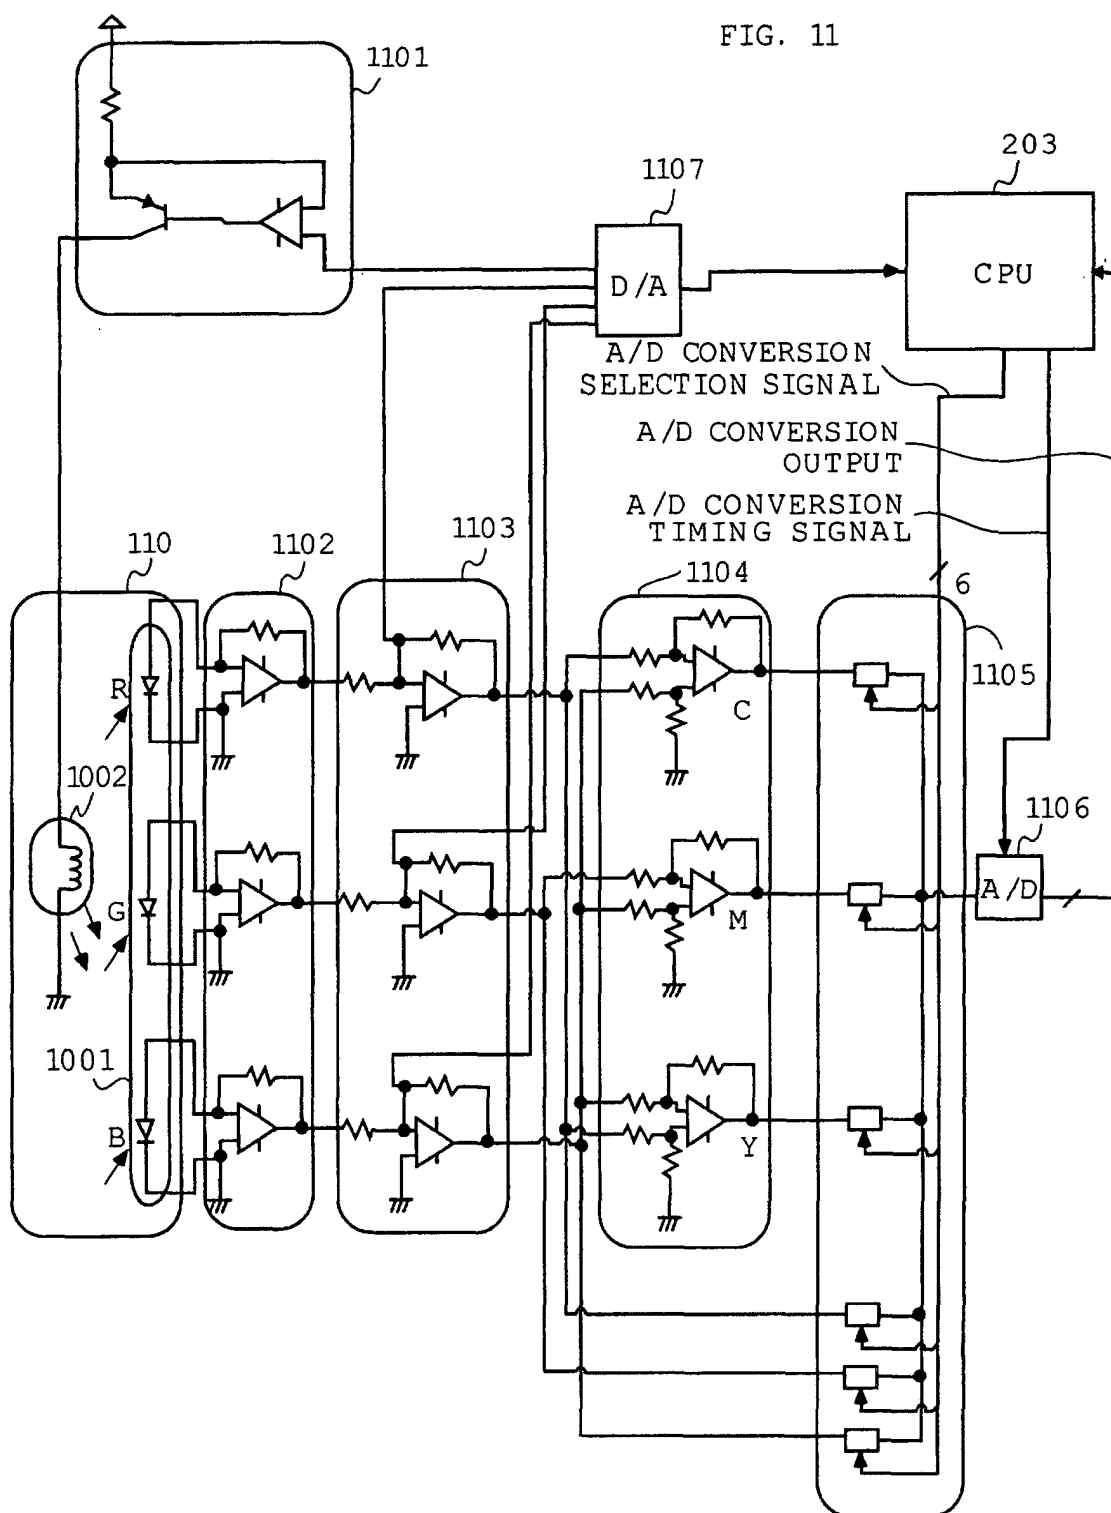 FIG. 11
1101
1107
203
D/A
CPU
A/D CONVERSION
SELECTION SIGNAL
A/D CONVERSION
OUTPUT
A/D CONVERSION
TIMING SIGNAL
110
1102
1103
1104
6
1105
R
C
1002
1106
A/D
G
M
1001
B
Y